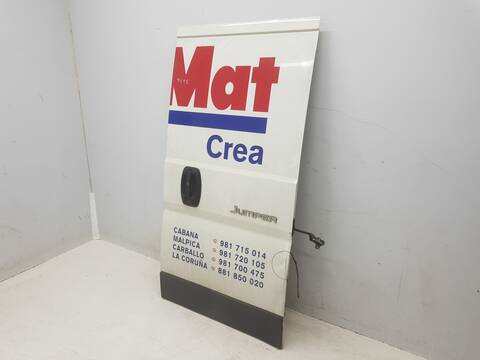 Mat
Crea
JUMPER
CABANA 981 715 014
MALPICA 981 720 105
CARBALLO 981 700 475
LA CORUÑA 881 850 020